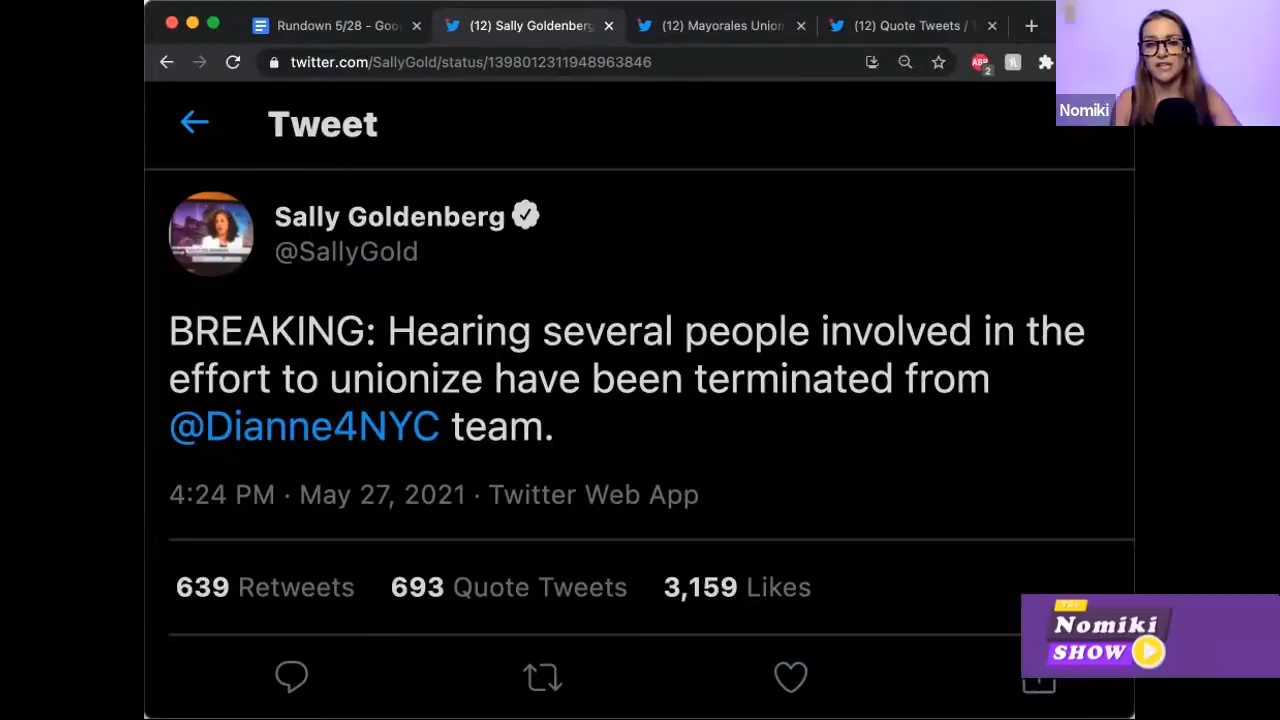 Rundown 5/28 - Goo
(12) Sally Goldenberg
(12) Mayorales Union
(12) Quote Tweets / T
twitter.com/SallyGold/status/1398012311948963846
ABP
2
Nomiki
Tweet
Sally Goldenberg
@SallyGold
BREAKING: Hearing several people involved in the
effort to unionize have been terminated from
@Dianne4NYC team.
4:24 PM · May 27, 2021 · Twitter Web App
639 Retweets 693 Quote Tweets 3,159 Likes
The
Nomiki
SHOW